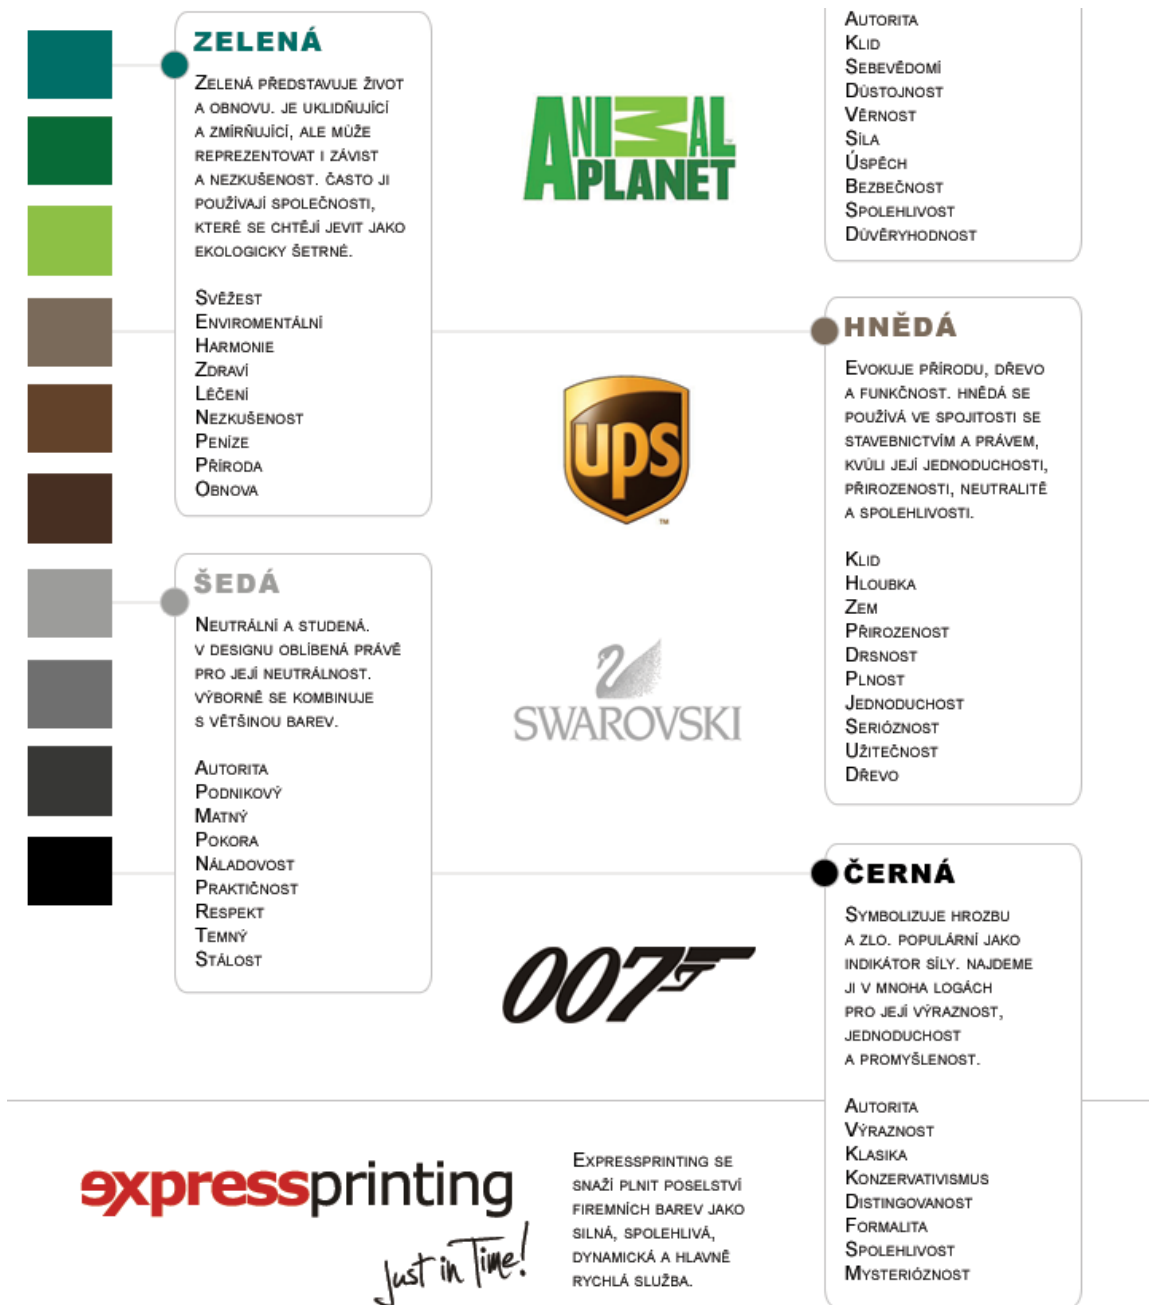 ZELENÁ
Zelená představuje život
a obnovu. Je uklidňující
a zmírňující, ale může
reprezentovat i závist
a nezkušenost. Často ji
používají společnosti,
které se chtějí jevit jako
ekologicky šetrné.
Svěžest
Enviromentální
Harmonie
Zdraví
Léčení
Nezkušenost
Peníze
Příroda
Obnova
ANIMAL
PLANET
Autorita
Klid
Sebevědomí
Důstojnost
Věrnost
Síla
Úspěch
Bezbečnost
Spolehlivost
Důvěryhodnost
HNĚDÁ
Evokuje přírodu, dřevo
a funkčnost. Hnědá se
používá ve spojitosti se
stavebnictvím a právem,
kvůli její jednoduchosti,
přirozenosti, neutralitě
a spolehlivosti.
Klid
Hloubka
Zem
Přirozenost
Drsnost
Plnost
Jednoduchost
Serióznost
Užitečnost
Dřevo
ups
TM
ŠEDÁ
Neutrální a studená.
V designu oblíbená právě
pro její neutrálnost.
Výborně se kombinuje
s většinou barev.
Autorita
Podnikový
Matný
Pokora
Náladovost
Praktičnost
Respekt
Temný
Stálost
SWAROVSKI
007
ČERNÁ
Symbolizuje hrozbu
a zlo. Populární jako
indikátor síly. Najdeme
ji v mnoha logách
pro její výraznost,
jednoduchost
a promyšlenost.
Autorita
Výraznost
Klasika
Konzervativismus
Distingovanost
Formalita
Spolehlivost
Mysterióznost
expressprinting
Just in Time!
Expressprinting se
snaží plnit poselství
firemních barev jako
silná, spolehlivá,
dynamická a hlavně
rychlá služba.